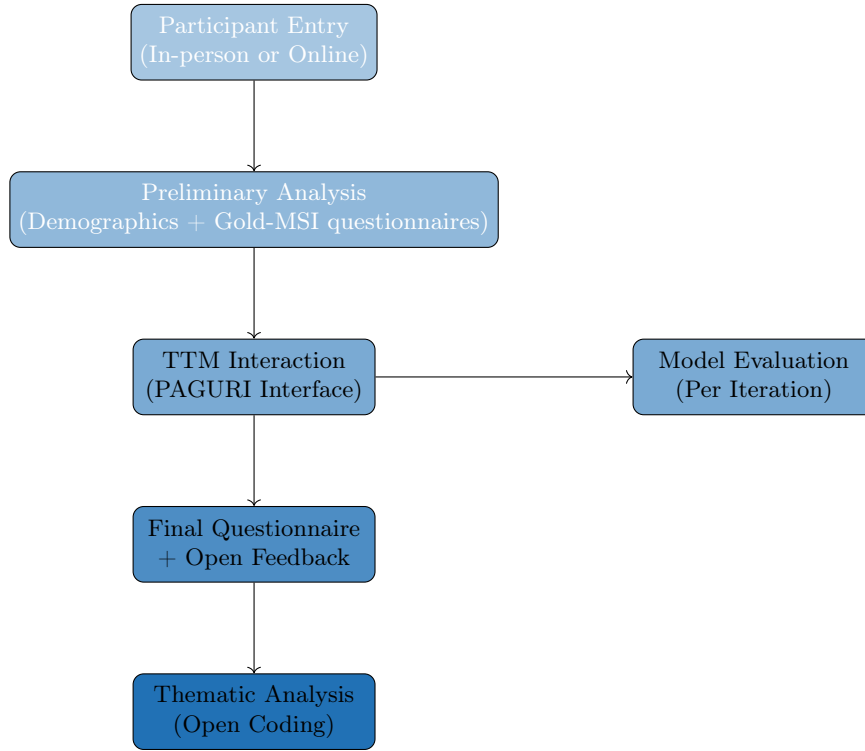 Participant Entry
(In-person or Online)
Preliminary Analysis
(Demographics + Gold-MSI questionnaires)
TTM Interaction
(PAGURI Interface)
Model Evaluation
(Per Iteration)
Final Questionnaire
+ Open Feedback
Thematic Analysis
(Open Coding)